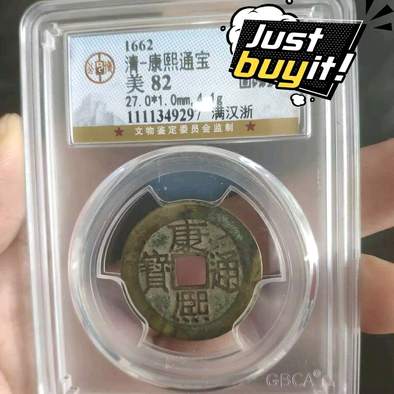 Just
buy it!
1662
清-康熙通宝
美 82
27.0*1.0mm, 4.1g
1111349297 满汉浙
★ 文物鉴定委员会监制 ★
康
寶 通
熙
GBCA